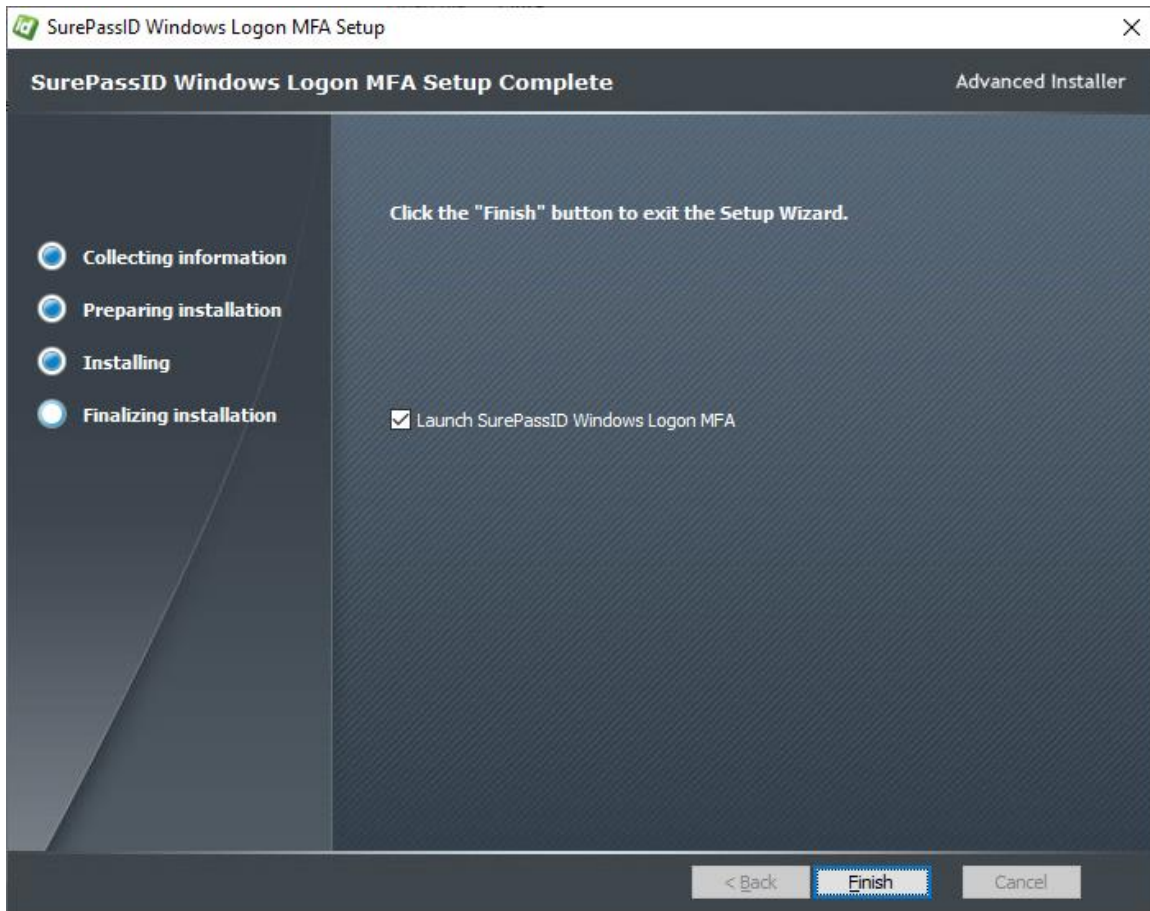 SurePassID Windows Logon MFA Setup
SurePassID Windows Logon MFA Setup Complete
Advanced Installer
Click the "Finish" button to exit the Setup Wizard.
Collecting information
Preparing installation
Installing
Finalizing installation
Launch SurePassID Windows Logon MFA
< Back
Finish
Cancel